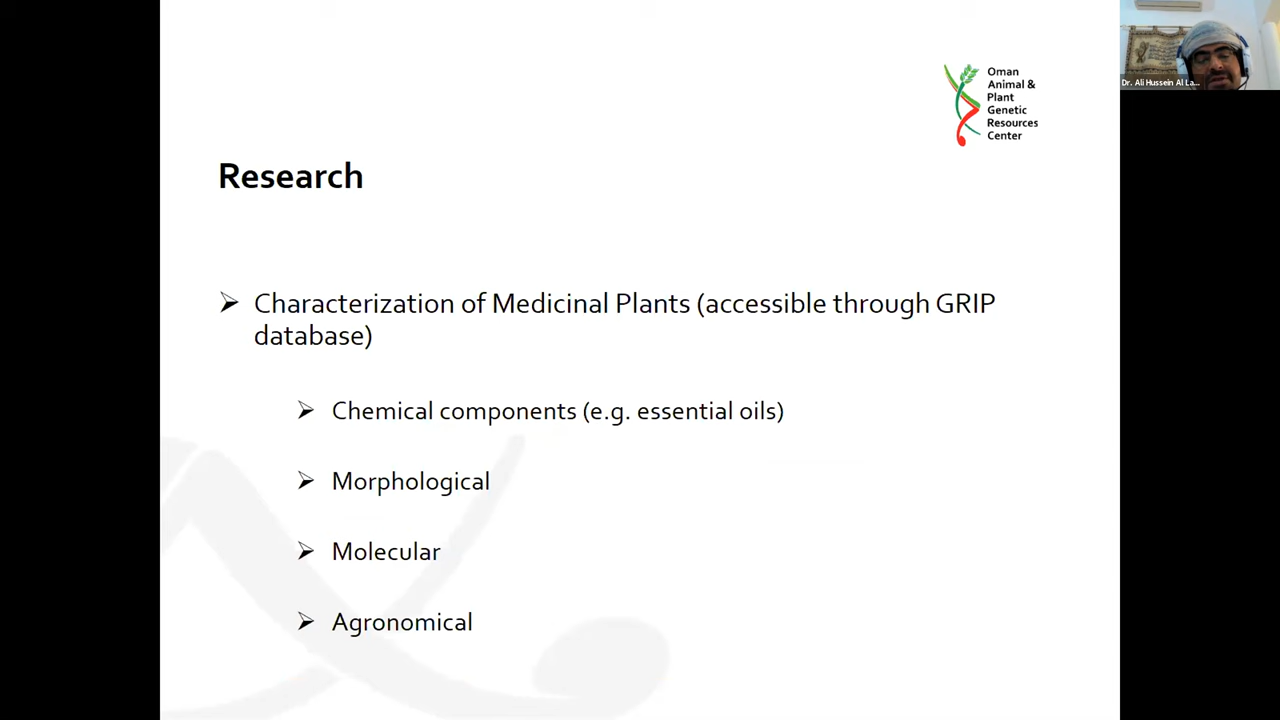 Oman
Animal &
Plant
Genetic
Resources
Center
Dr. Ali Hussein Al La...
Research
Characterization of Medicinal Plants (accessible through GRIP
database)
Chemical components (e.g. essential oils)
Morphological
Molecular
Agronomical